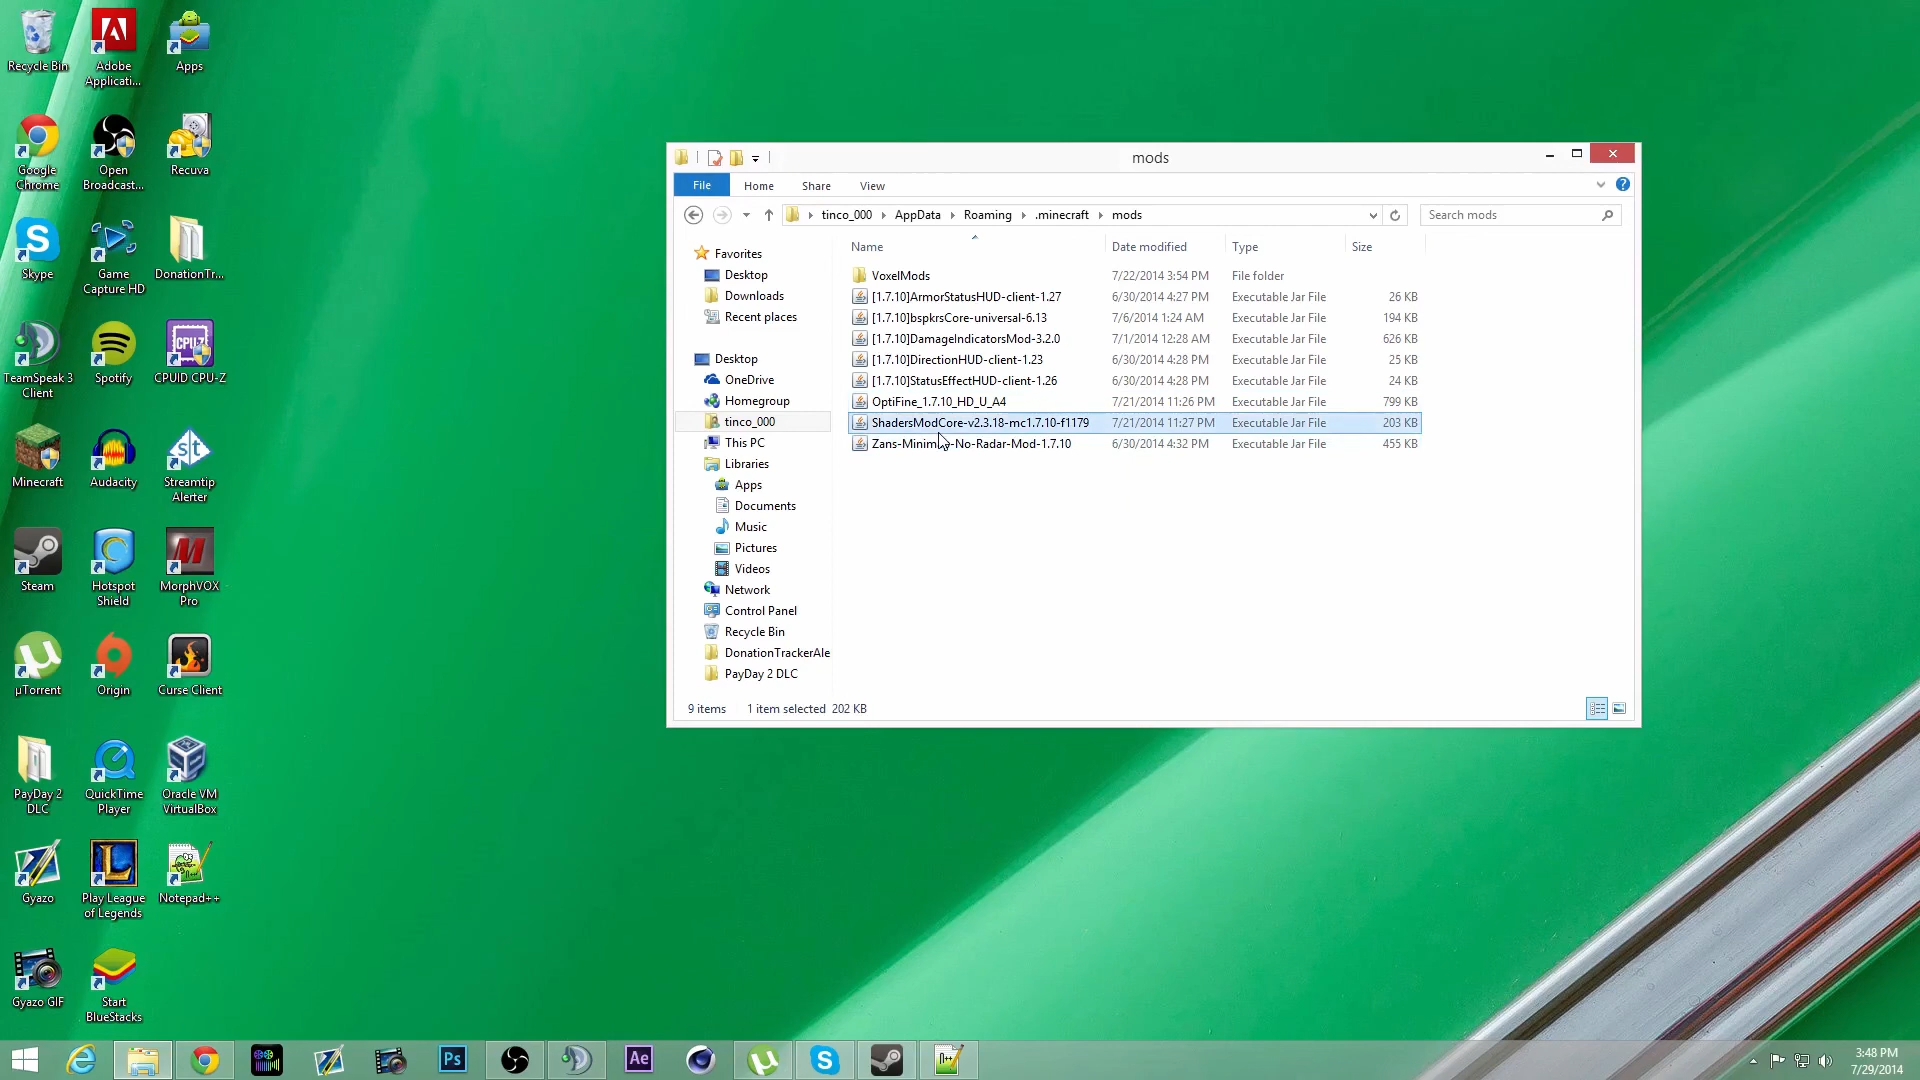 Recycle Bin
Adobe
Applicati...
Apps
Google
Chrome
Open
Broadcast...
Recuva
Skype
Game
Capture HD
DonationTr...
TeamSpeak 3
Client
Spotify
CPUID CPU-Z
Minecraft
Audacity
Streamtip
Alerter
Steam
Hotspot
Shield
MorphVOX
Pro
µTorrent
Origin
Curse Client
PayDay 2
DLC
QuickTime
Player
Oracle VM
VirtualBox
Gyazo
Play League
of Legends
Notepad++
Gyazo GIF
Start
BlueStacks
mods
File
Home
Share
View
tinco_000
AppData
Roaming
.minecraft
mods
Search mods
Favorites
Desktop
Downloads
Recent places
Desktop
OneDrive
Homegroup
tinco_000
This PC
Libraries
Apps
Documents
Music
Pictures
Videos
Network
Control Panel
Recycle Bin
DonationTrackerAle
PayDay 2 DLC
Name Date modified Type Size
VoxelMods 7/22/2014 3:54 PM File folder
[1.7.10]ArmorStatusHUD-client-1.27 6/30/2014 4:27 PM Executable Jar File 26 KB
[1.7.10]bspkrsCore-universal-6.13 7/6/2014 1:24 AM Executable Jar File 194 KB
[1.7.10]DamageIndicatorsMod-3.2.0 7/1/2014 12:28 AM Executable Jar File 626 KB
[1.7.10]DirectionHUD-client-1.23 6/30/2014 4:28 PM Executable Jar File 25 KB
[1.7.10]StatusEffectHUD-client-1.26 6/30/2014 4:28 PM Executable Jar File 24 KB
OptiFine_1.7.10_HD_U_A4 7/21/2014 11:26 PM Executable Jar File 799 KB
ShadersModCore-v2.3.18-mc1.7.10-f1179 7/21/2014 11:27 PM Executable Jar File 203 KB
6/30/2014 4:32 PM Executable Jar File 455 KB
9 items 1 item selected 202 KB
3:48 PM
7/29/2014